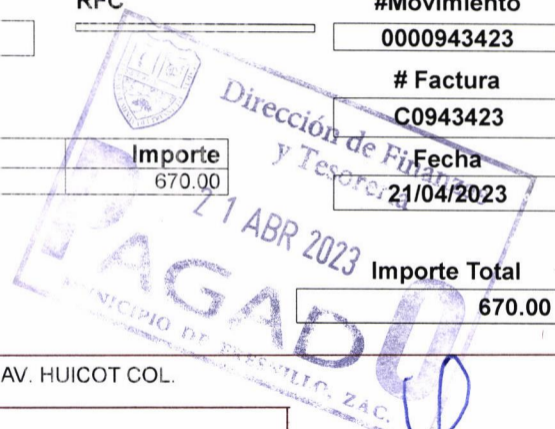 RFC
#Movimiento
0000943423
# Factura
C0943423
Importe
670.00
Fecha
21/04/2023
Importe Total
670.00
Dirección de Finanzas
y Tesorería
21 ABR 2023
PAGADO
MUNICIPIO DE FRESNILLO, ZAC.
AV. HUICOT COL.